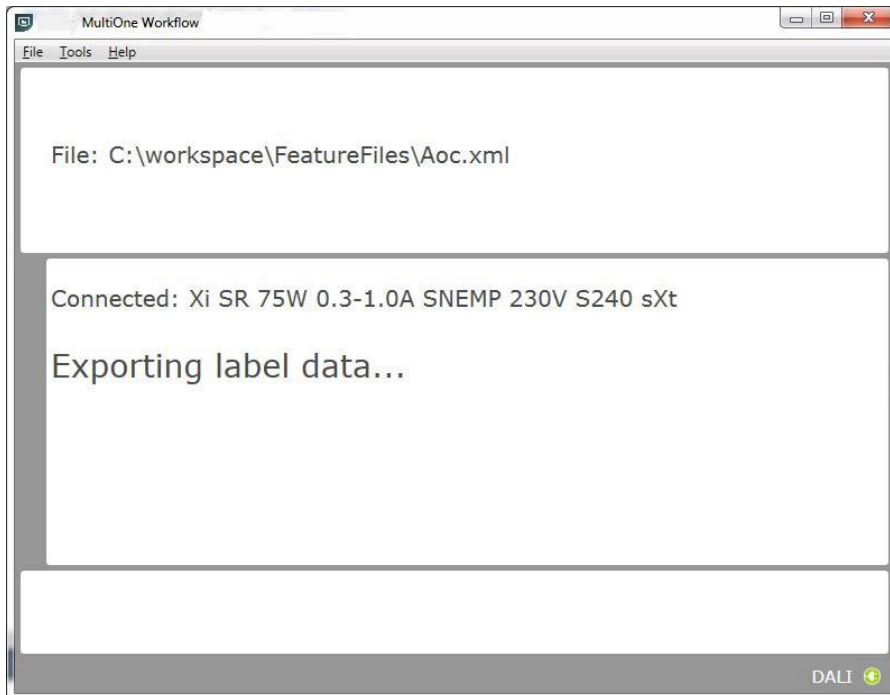 MultiOne Workflow
File Tools Help
File: C:\workspace\FeatureFiles\Aoc.xml
Connected: Xi SR 75W 0.3-1.0A SNEMP 230V S240 sXt
Exporting label data...
DALI